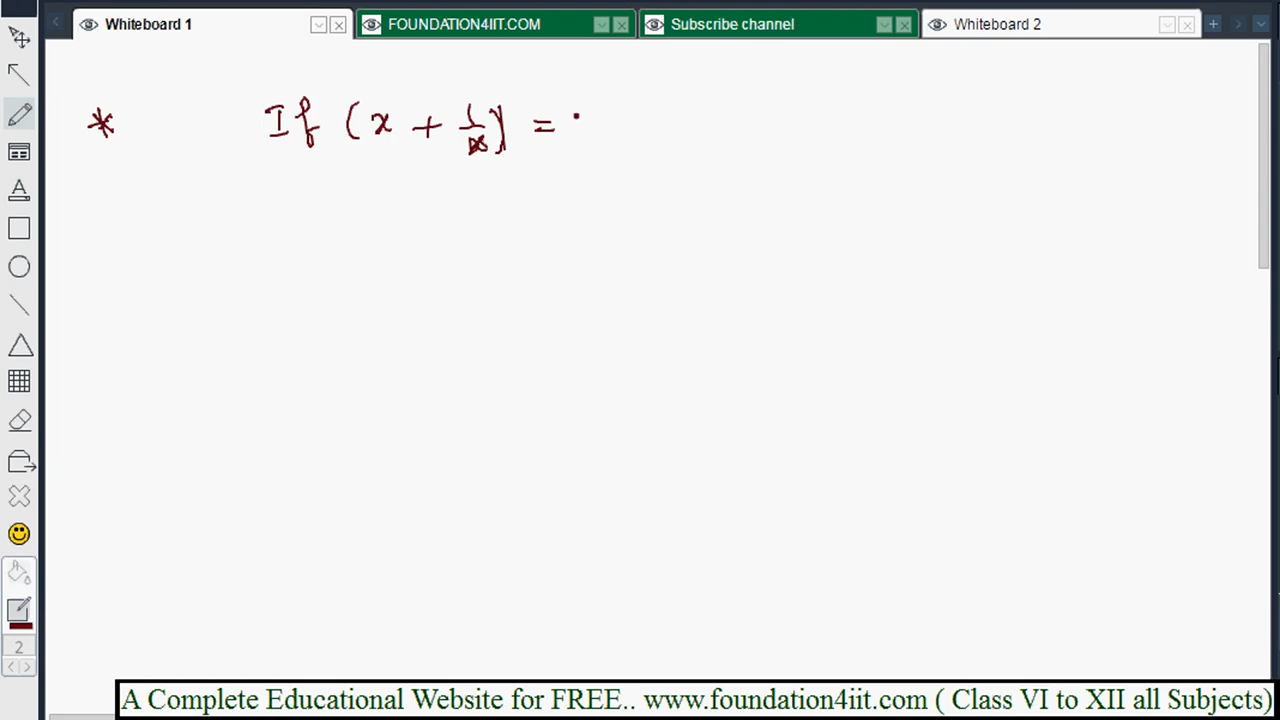 Whiteboard 1 FOUNDATION4IIT.COM Subscribe channel Whiteboard 2
* If (x + 1/x) =
2
A Complete Educational Website for FREE.. www.foundation4iit.com ( Class VI to XII all Subjects)